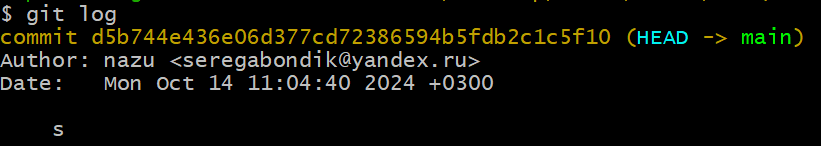 $ git log
commit d5b744e436e06d377cd72386594b5fdb2c1c5f10 (HEAD -> main)
Author: nazu <seregabondik@yandex.ru>
Date:   Mon Oct 14 11:04:40 2024 +0300
    s